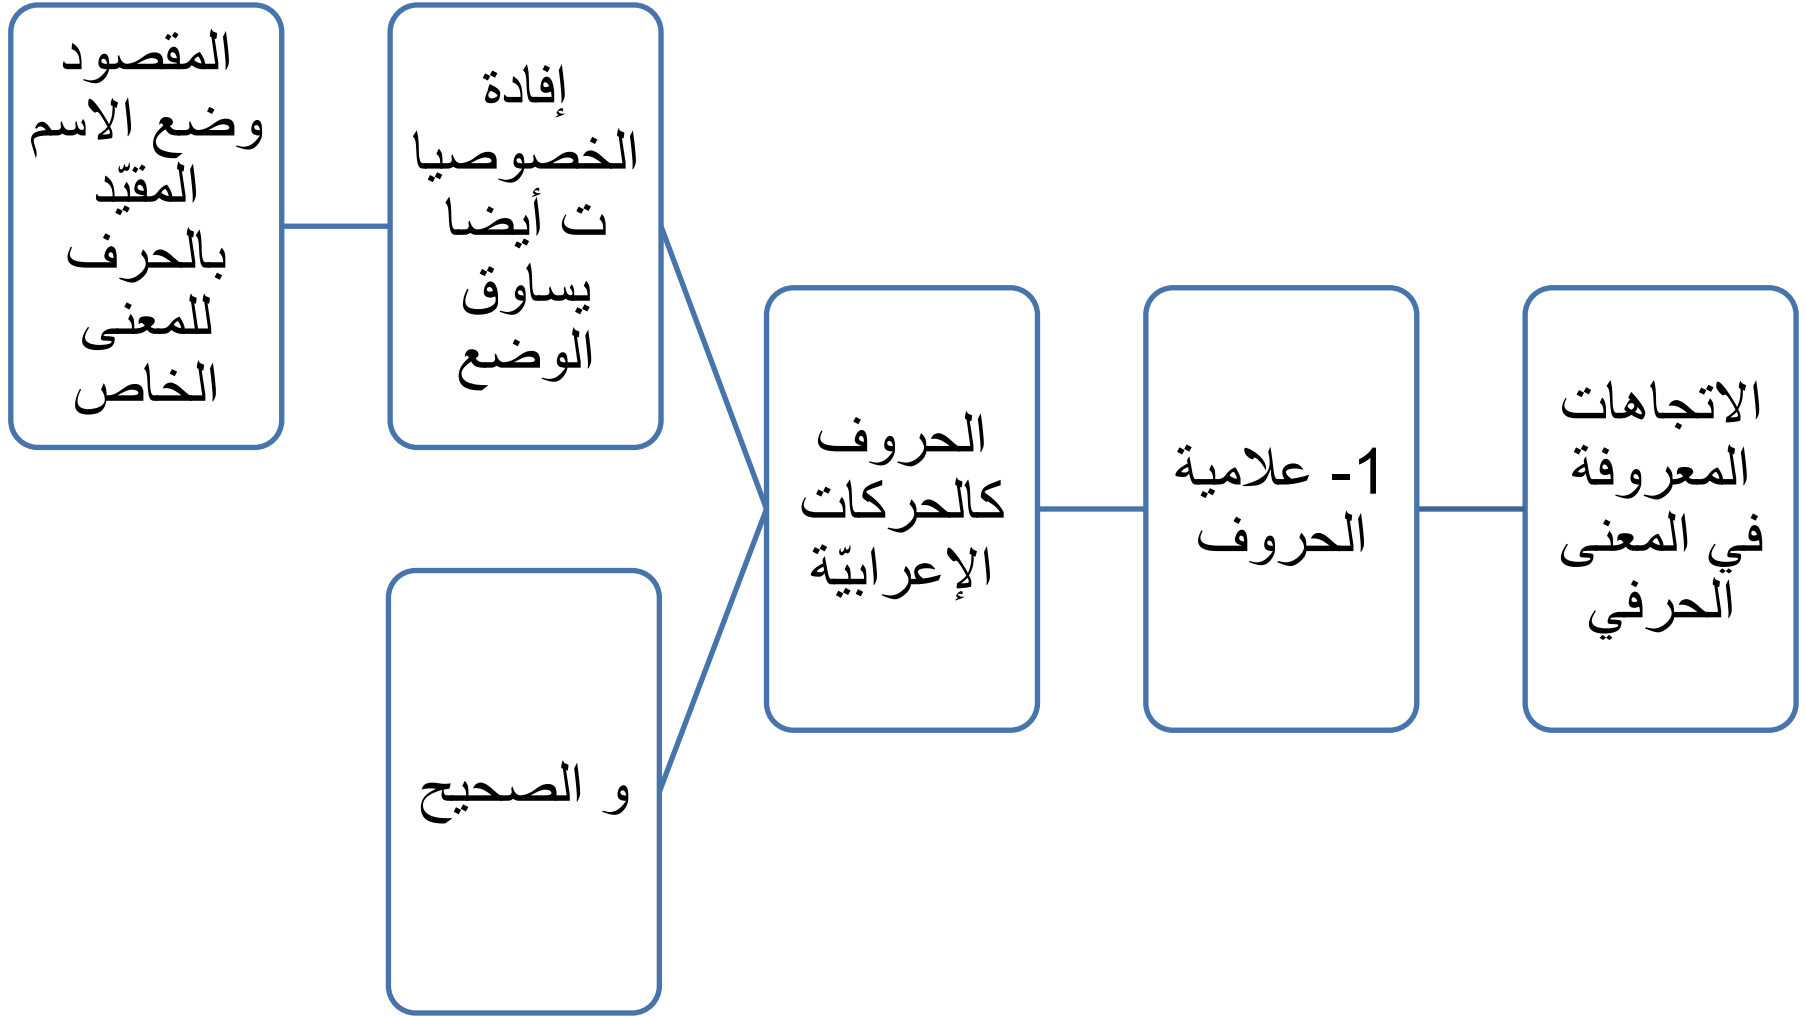 الاتجاهات
المعروفة
في المعنى
الحرفي
1- علامية
الحروف
الحروف
كالحركات
الإعرابيّة
إفادة
الخصوصيا
ت أيضا
يساوق
الوضع
المقصود
وضع الاسم
المقيّد
بالحرف
للمعنى
الخاص
و الصحيح